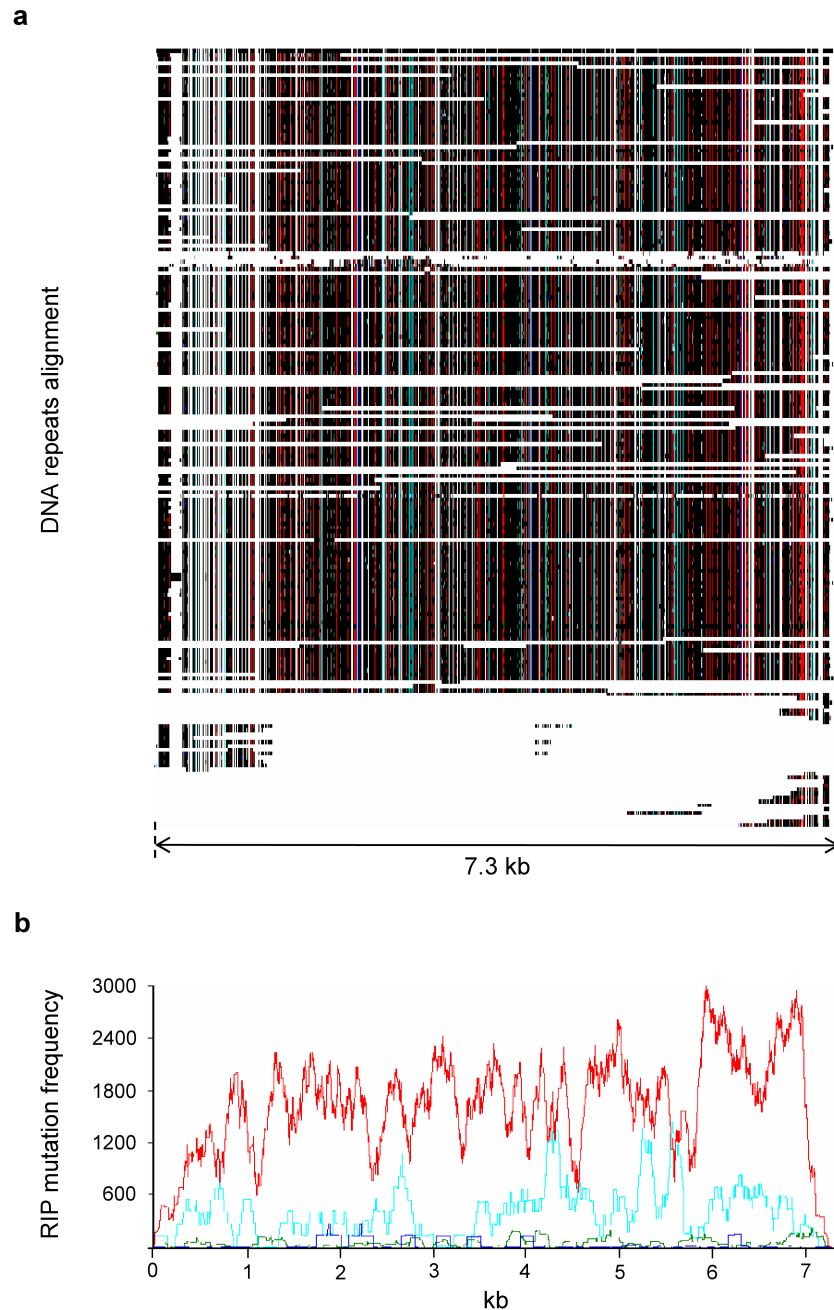 a
DNA repeats alignment
7.3 kb
b
RIP mutation frequency
3000
2400
1800
1200
600
0 1 2 3 4 5 6 7
kb